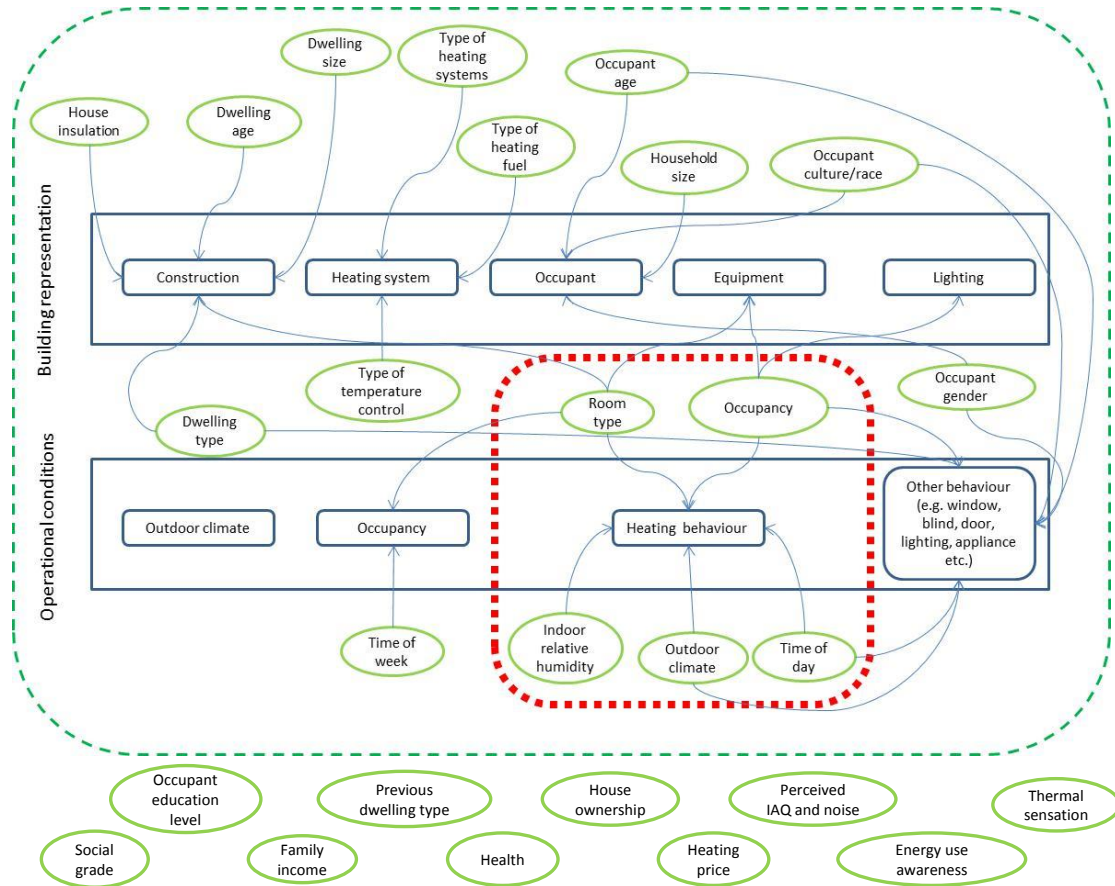 Dwelling
size
Type of
heating
systems
Occupant
age
House
insulation
Dwelling
age
Type of
heating
fuel
Household
size
Occupant
culture/race
Building representation
Construction
Heating system
Occupant
Equipment
Lighting
Type of
temperature
control
Room
type
Occupancy
Occupant
gender
Dwelling
type
Operational conditions
Outdoor climate
Occupancy
Heating behaviour
Other behaviour
(e.g. window,
blind, door,
lighting, appliance
etc.)
Time of
week
Indoor
relative
humidity
Outdoor
climate
Time of
day
Occupant
education
level
Previous
dwelling type
House
ownership
Perceived
IAQ and noise
Thermal
sensation
Social
grade
Family
income
Health
Heating
price
Energy use
awareness